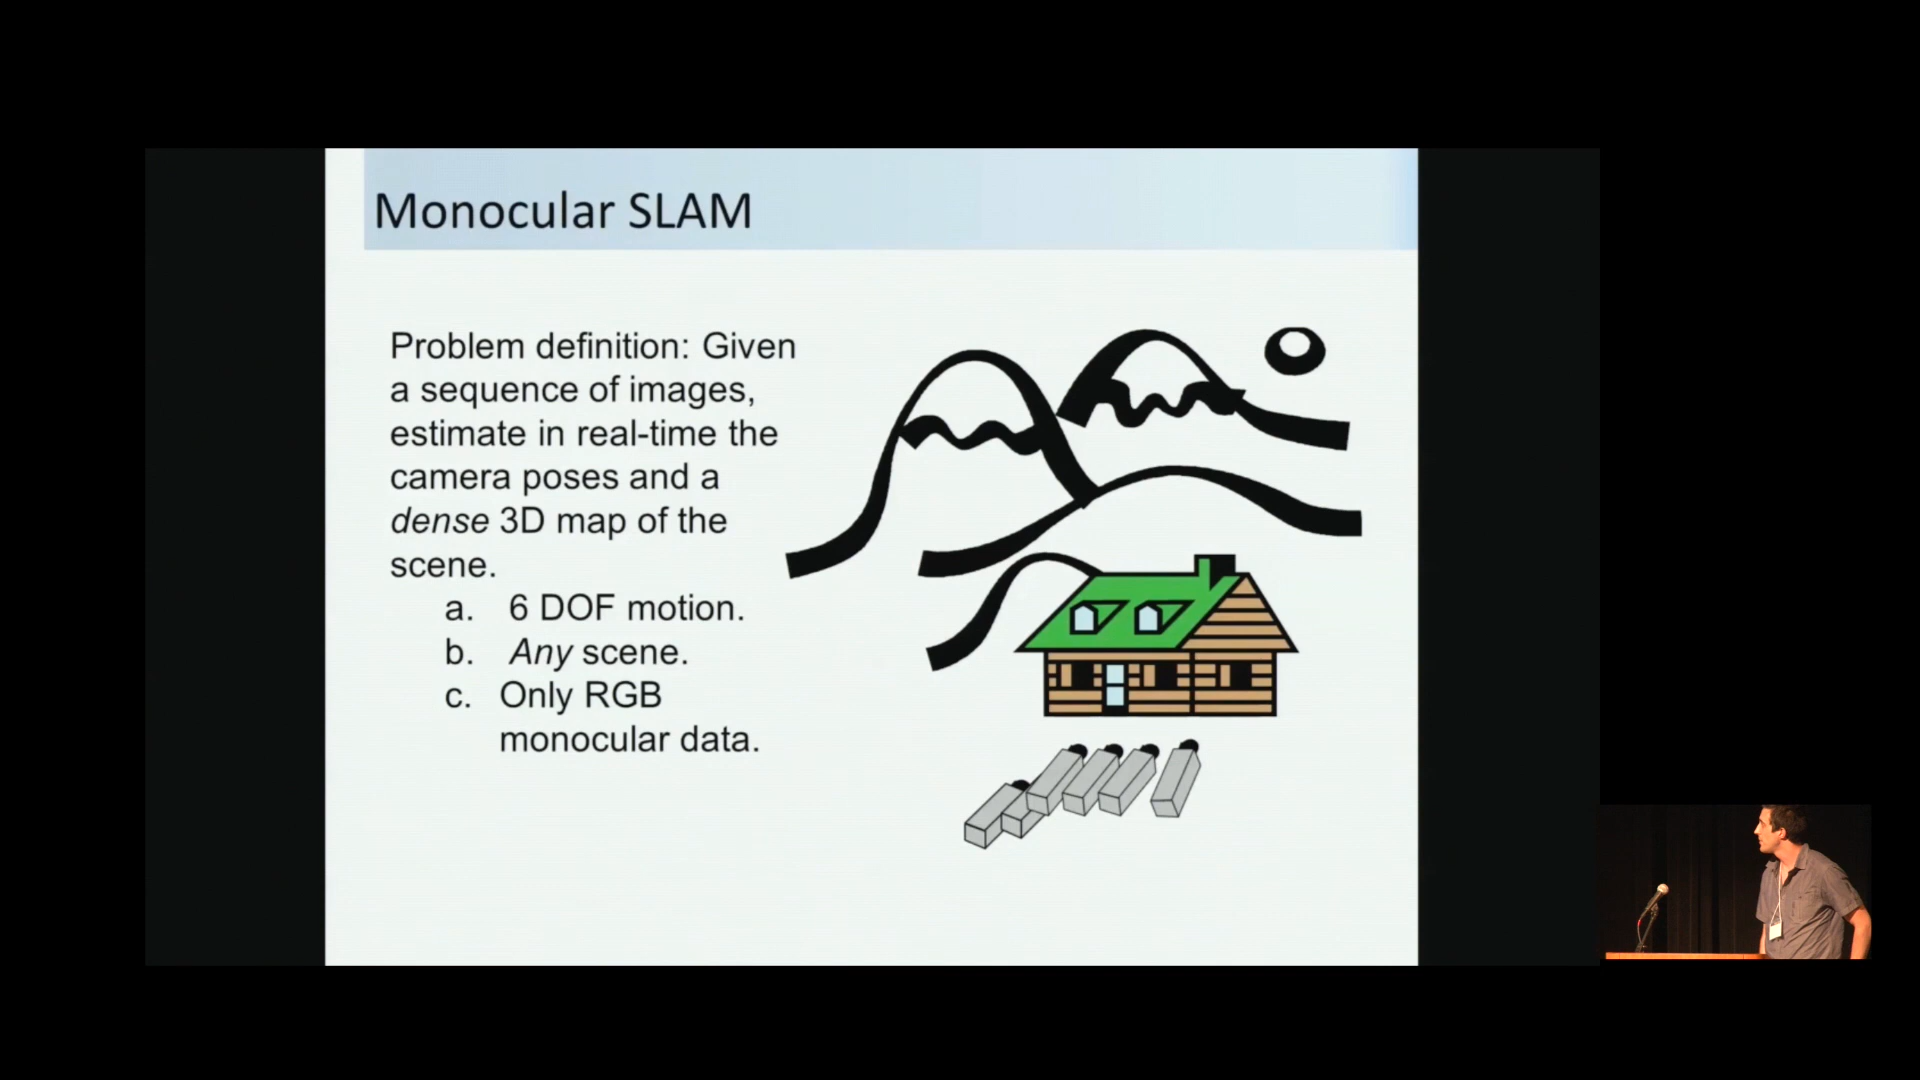 Monocular SLAM
Problem definition: Given
a sequence of images,
estimate in real-time the
camera poses and a
dense 3D map of the
scene.
a. 6 DOF motion.
b. Any scene.
c. Only RGB
monocular data.